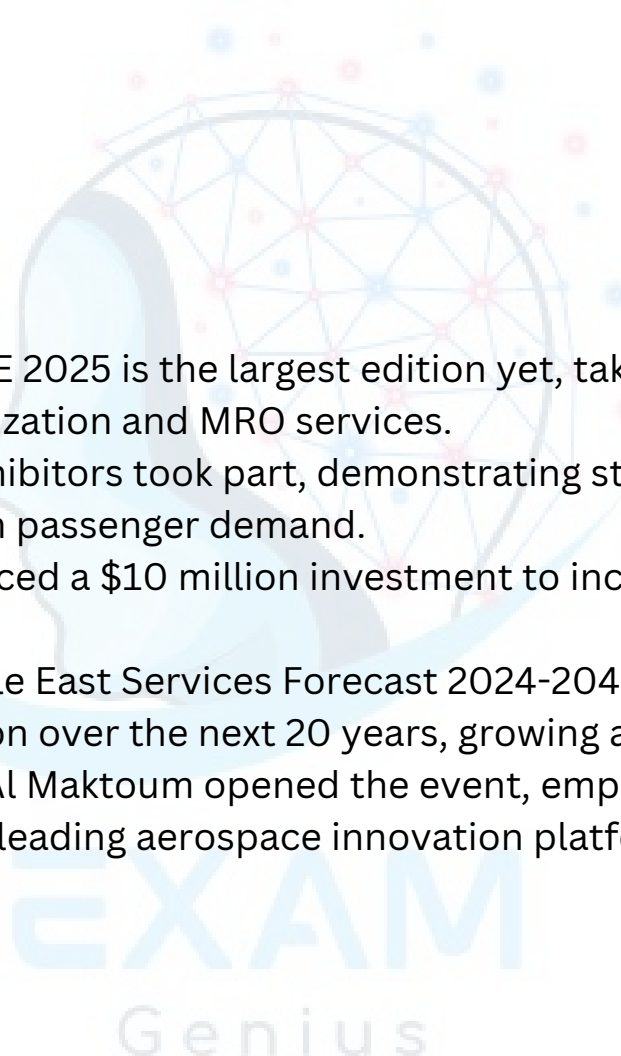 E 2025 is the largest edition yet, tak
zation and MRO services.
hibitors took part, demonstrating st
n passenger demand.
ced a $10 million investment to inc
le East Services Forecast 2024-204
on over the next 20 years, growing a
Al Maktoum opened the event, emp
leading aerospace innovation platf
EXAM
Genius